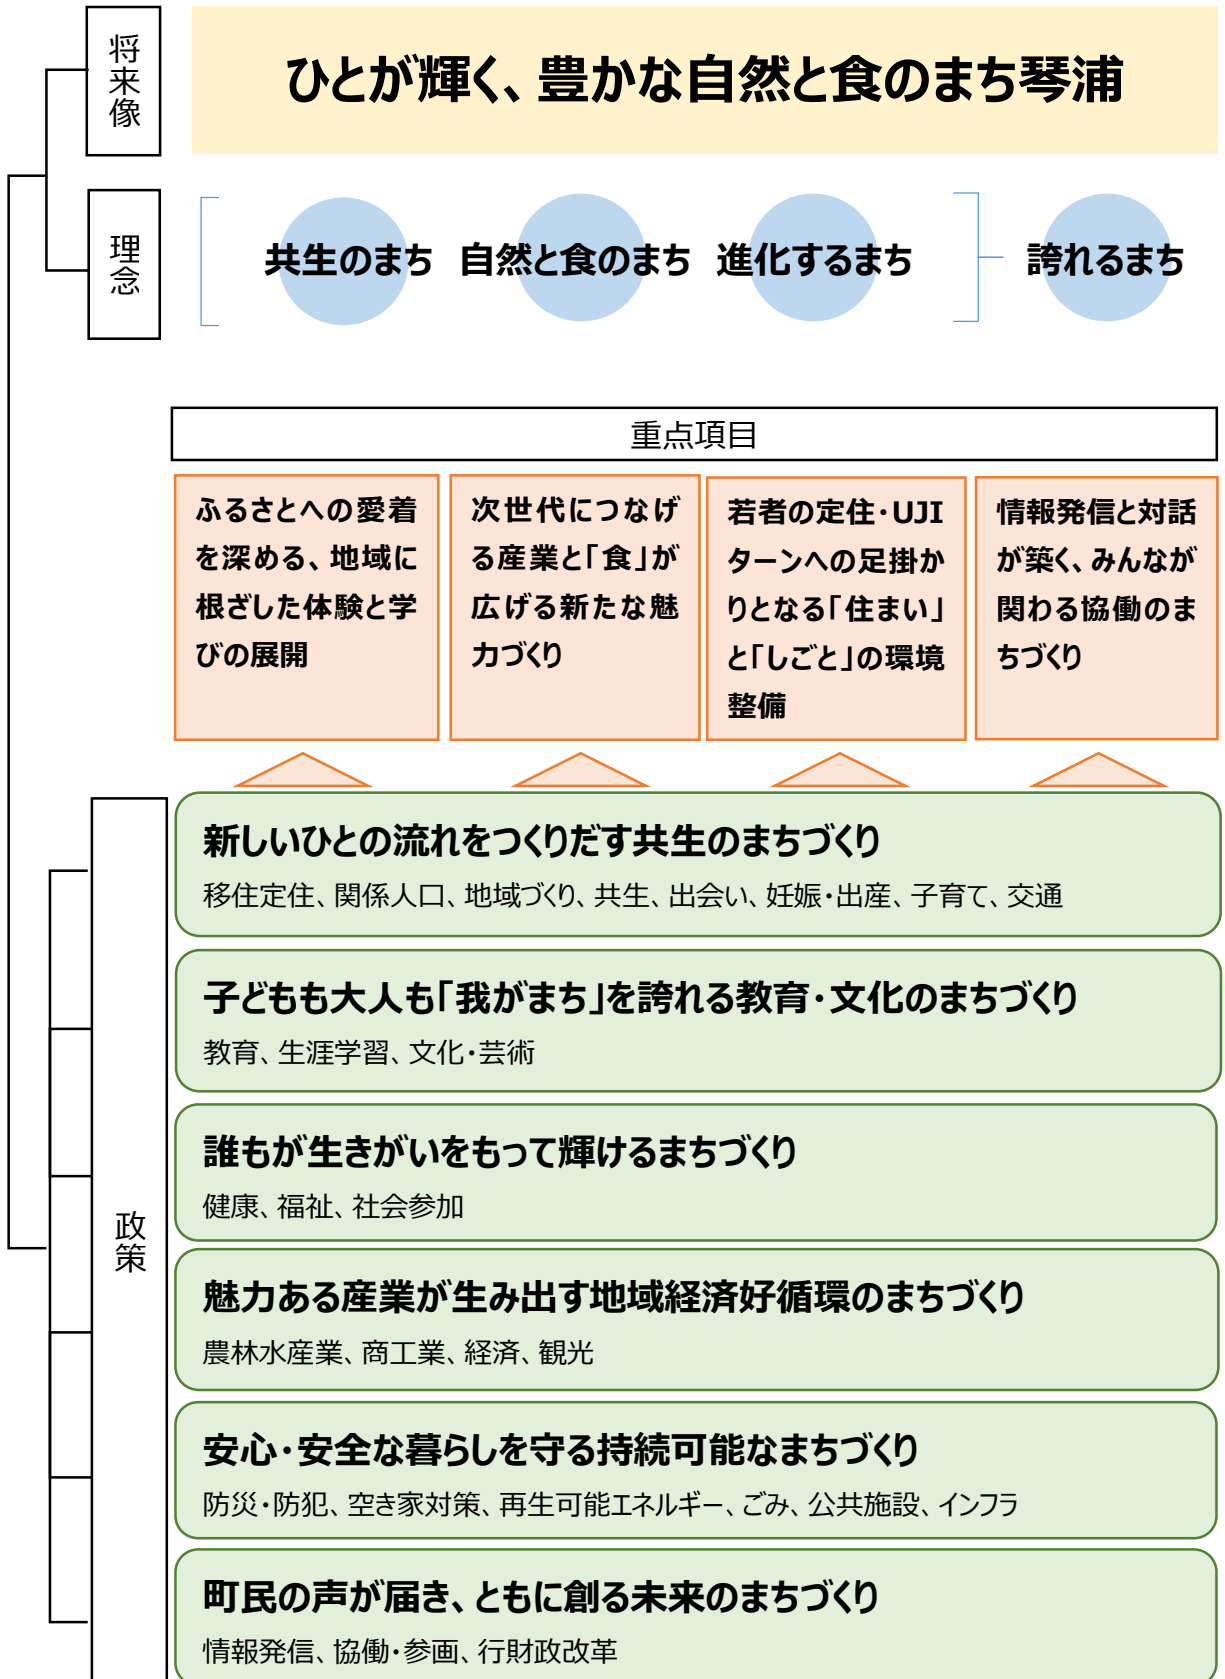 将来像
ひとが輝く、豊かな自然と食のまち琴浦
理念
共生のまち 自然と食のまち 進化するまち 誇れるまち
重点項目
ふるさとへの愛着
を深める、地域に
根ざした体験と学
びの展開
次世代につなげ
る産業と「食」が
広げる新たな魅
力づくり
若者の定住・UJI
ターンへの足掛か
りとなる「住まい」
と「しごと」の環境
整備
情報発信と対話
が築く、みんなが
関わる協働のま
ちづくり
政策
新しいひとの流れをつくりだす共生のまちづくり
移住定住、関係人口、地域づくり、共生、出会い、妊娠・出産、子育て、交通
子どもも大人も「我がまち」を誇れる教育・文化のまちづくり
教育、生涯学習、文化・芸術
誰もが生きがいをもって輝けるまちづくり
健康、福祉、社会参加
魅力ある産業が生み出す地域経済好循環のまちづくり
農林水産業、商工業、経済、観光
安心・安全な暮らしを守る持続可能なまちづくり
防災・防犯、空き家対策、再生可能エネルギー、ごみ、公共施設、インフラ
町民の声が届き、ともに創る未来のまちづくり
情報発信、協働・参画、行財政改革